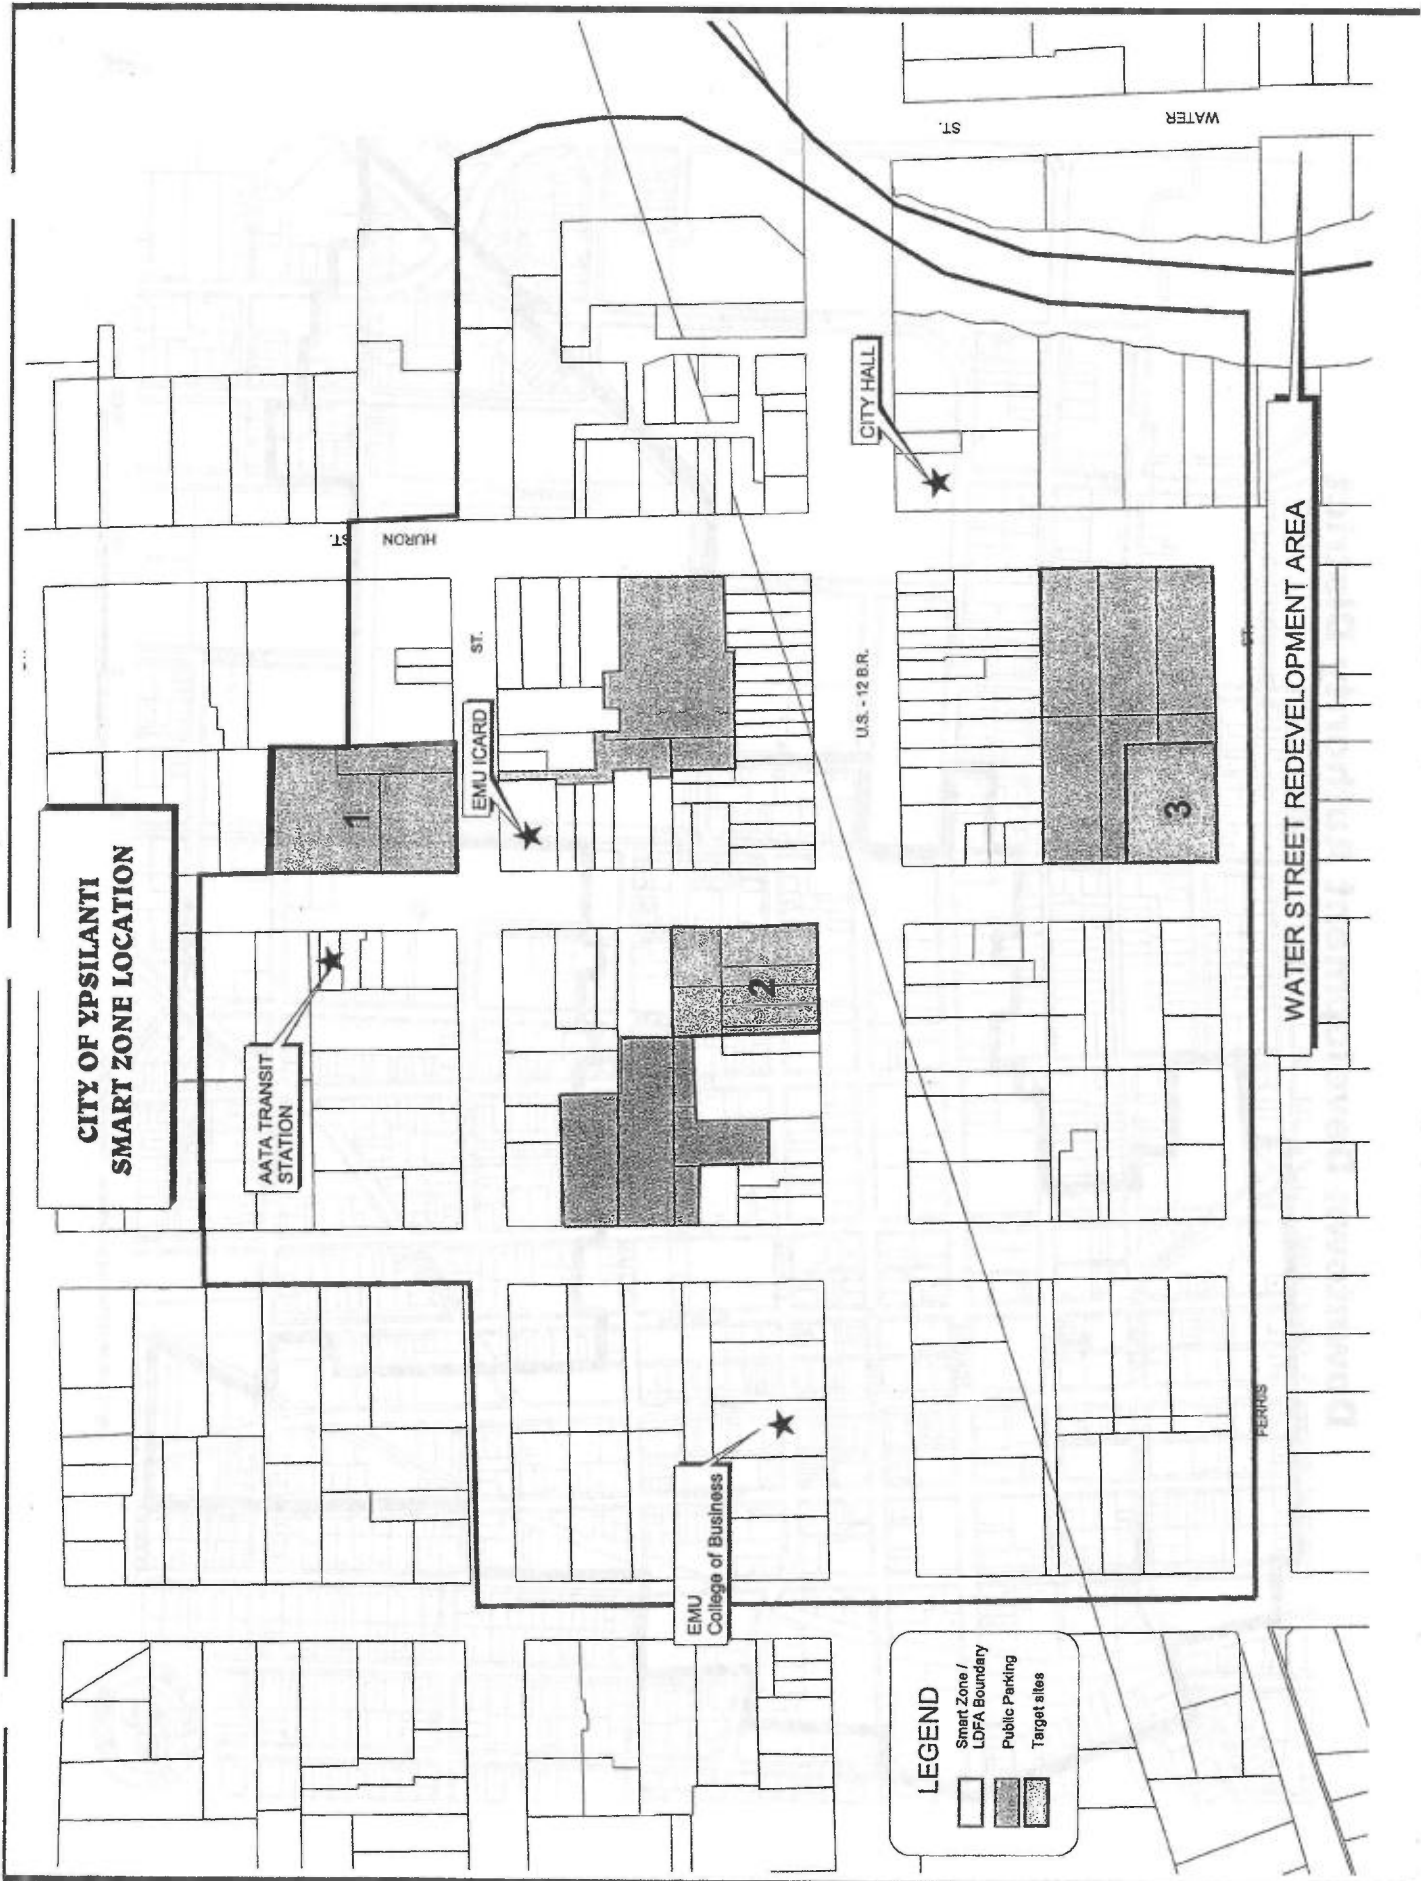 CITY OF YPSILANTI
SMART ZONE LOCATION
AATA TRANSIT
STATION
1
EMU ICARD
ST.
HURON
ST.
EMU
College of Business
2
U.S. - 12 B.R.
CITY HALL
ST.
WATER
3
FERRIS
ST.
WATER STREET REDEVELOPMENT AREA
LEGEND
Smart Zone /
LDFA Boundary
Public Parking
Target sites